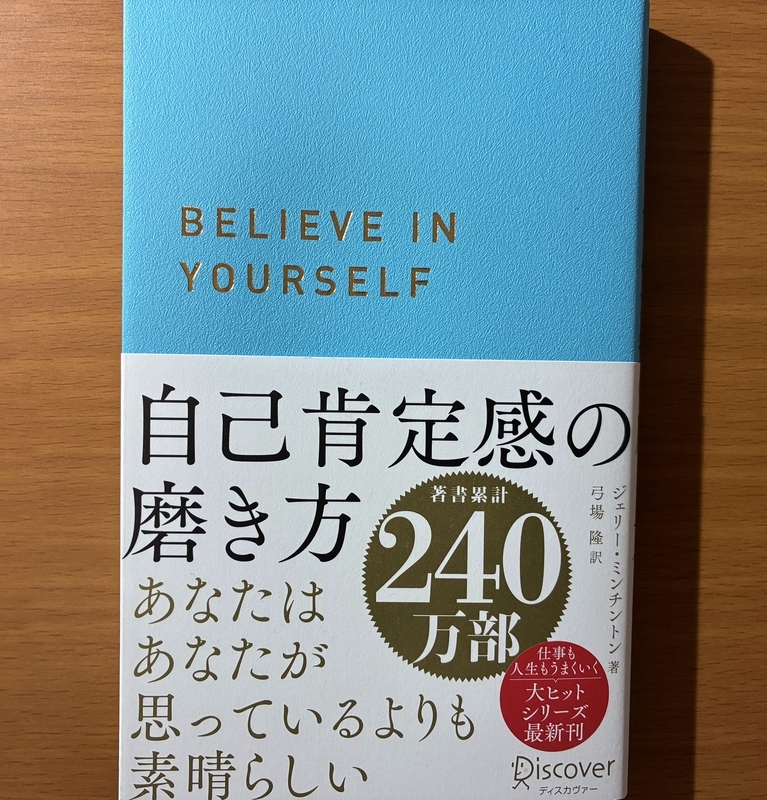 BELIEVE IN
YOURSELF
自己肯定感の
磨き方
著書累計
240
万部
ジェリー・ミンチントン 著
弓場 隆 訳
あなたは
あなたが
思っているよりも
素晴らしい
仕事も
人生もうまくいく
大ヒット
シリーズ
最新刊
Discover
ディスカヴァー